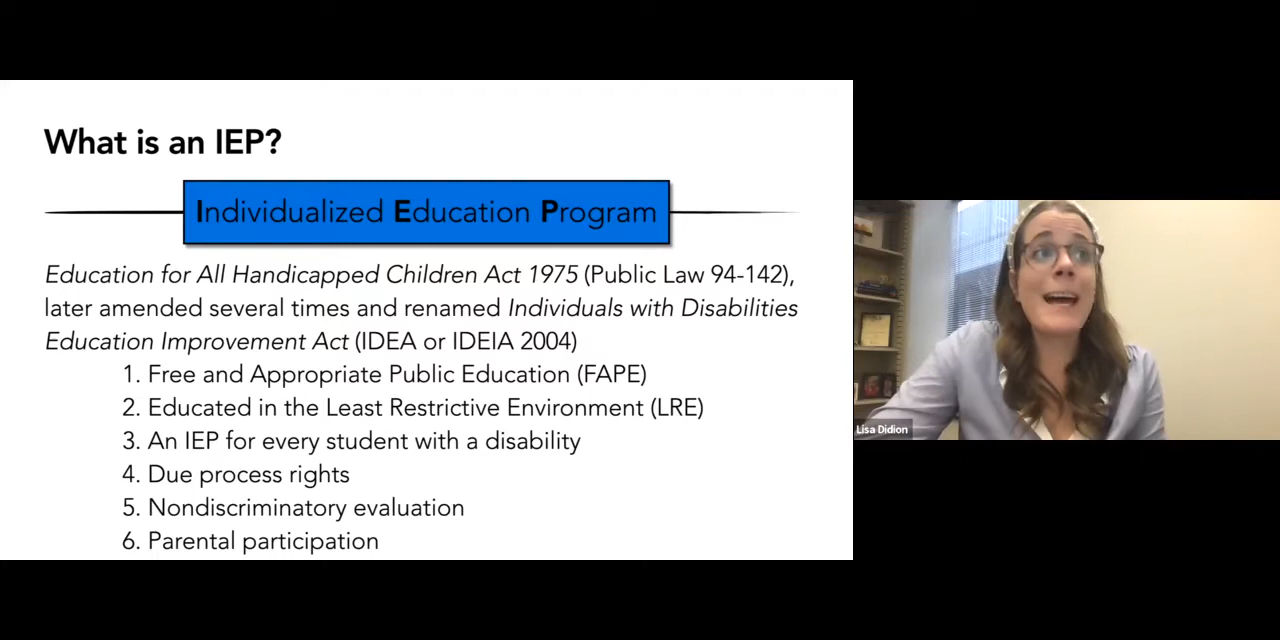 What is an IEP?
Individualized Education Program
Education for All Handicapped Children Act 1975 (Public Law 94-142),
later amended several times and renamed Individuals with Disabilities
Education Improvement Act (IDEA or IDEIA 2004)
1. Free and Appropriate Public Education (FAPE)
2. Educated in the Least Restrictive Environment (LRE)
3. An IEP for every student with a disability
4. Due process rights
5. Nondiscriminatory evaluation
6. Parental participation
Lisa Didion